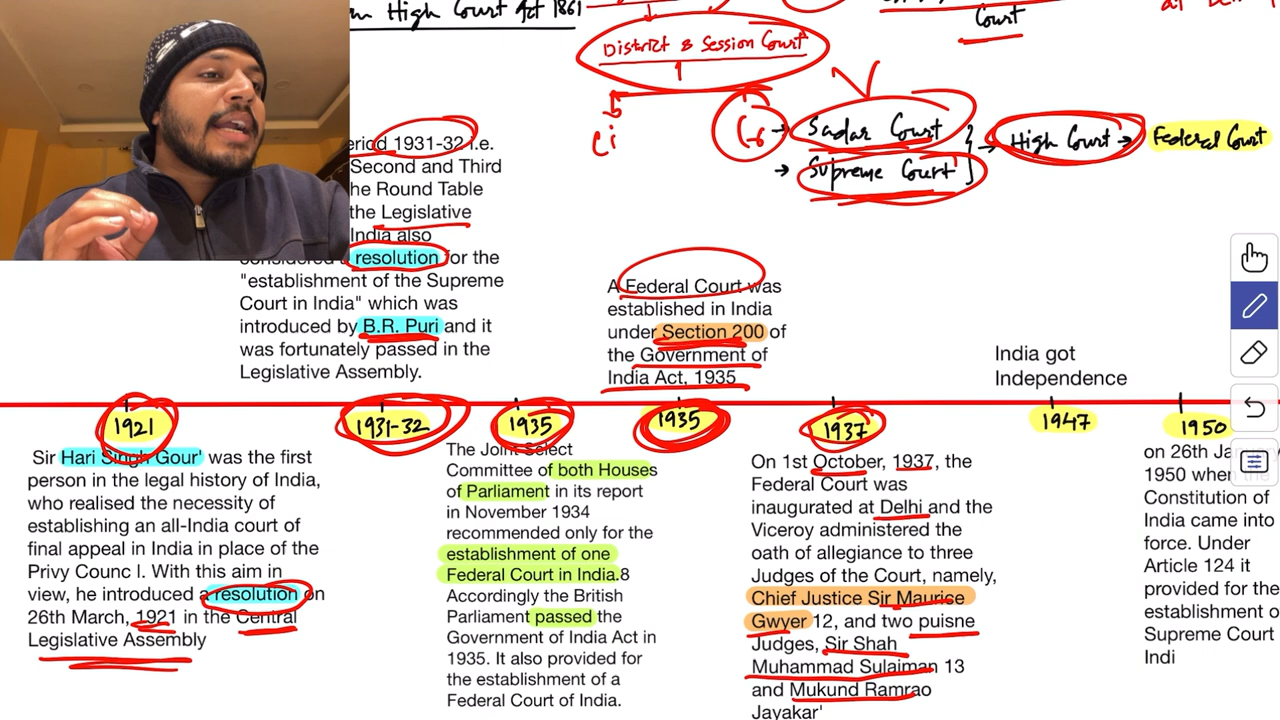 High Court Act 1861
Court
at Delh
District & Session Court
Ci
Sadar Court
Supreme Court
High Court
Federal Court
eriod 1931-32 i.e.
Second and Third
he Round Table
the Legislative
India also
resolution for the
"establishment of the Supreme
Court in India" which was
introduced by B.R. Puri and it
was fortunately passed in the
Legislative Assembly.
A Federal Court was
established in India
under Section 200 of
the Government of
India Act, 1935
India got
Independence
1921
1931-32
1935
1935
1937
1947
1950
Sir Hari Singh Gour' was the first
person in the legal history of India,
who realised the necessity of
establishing an all-India court of
final appeal in India in place of the
Privy Counc l. With this aim in
view, he introduced a resolution on
26th March, 1921 in the Central
Legislative Assembly
The Joint Select
Committee of both Houses
of Parliament in its report
in November 1934
recommended only for the
establishment of one
Federal Court in India.8
Accordingly the British
Parliament passed the
Government of India Act in
1935. It also provided for
the establishment of a
Federal Court of India.
On 1st October, 1937, the
Federal Court was
inaugurated at Delhi and the
Viceroy administered the
oath of allegiance to three
Judges of the Court, namely,
Chief Justice Sir Maurice
Gwyer 12, and two puisne
Judges, Sir Shah
Muhammad Sulaiman 13
and Mukund Ramrao
Jayakar'
on 26th Jan
1950 when the
Constitution of
India came into
force. Under
Article 124 it
provided for the
establishment o
Supreme Court
Indi